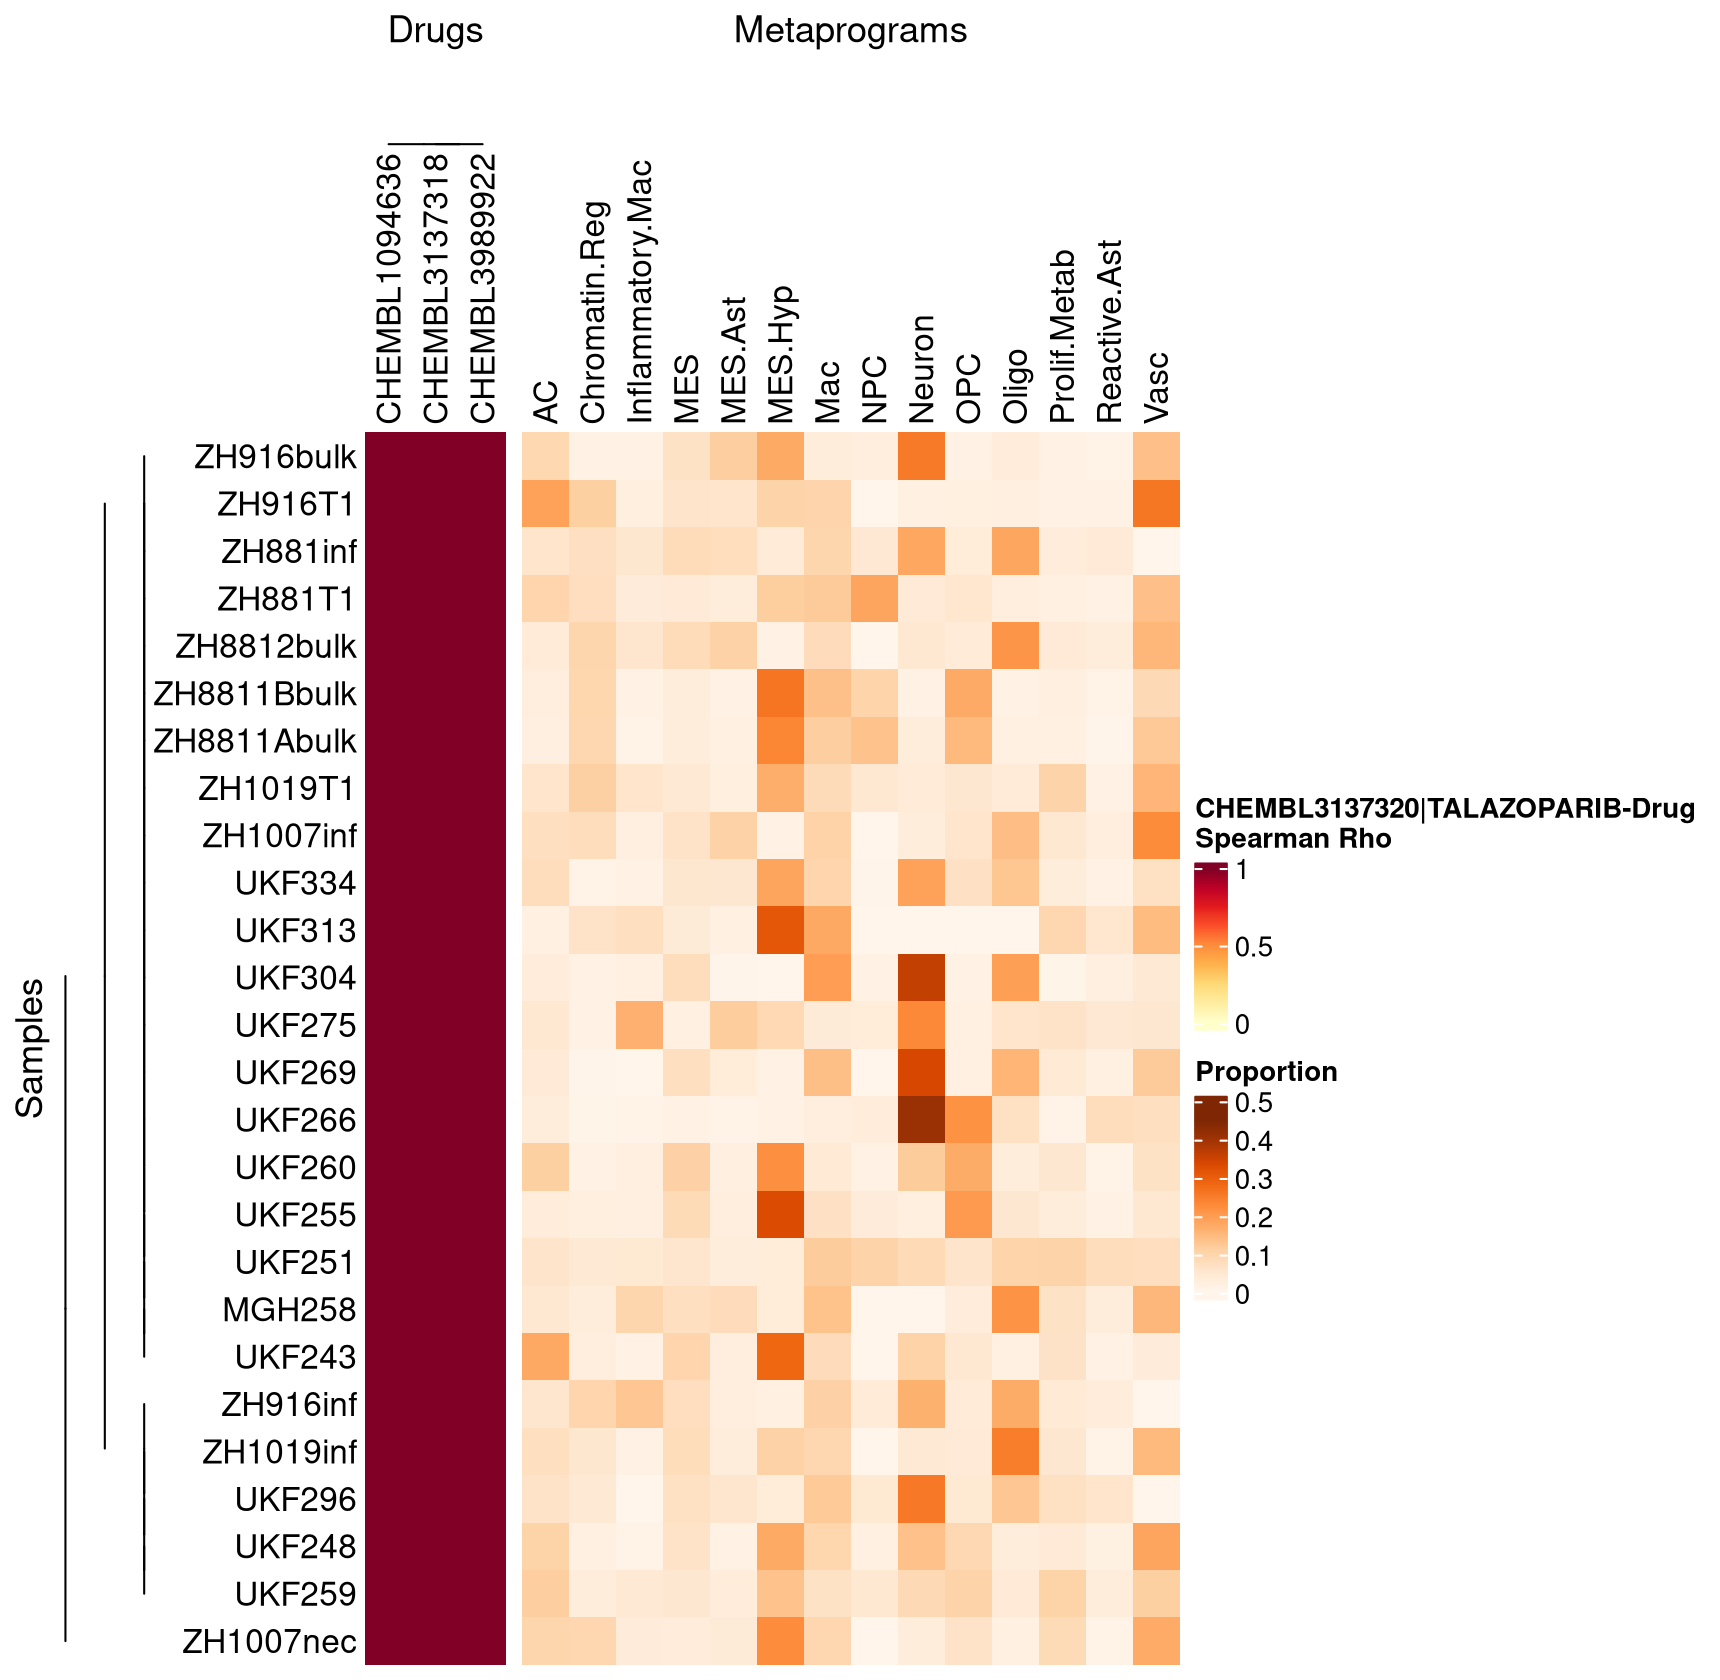 Drugs
Metaprograms
CHEMBL1094636
CHEMBL3137318
CHEMBL3989922
AC
Chromatin.Reg
Inflammatory.Mac
MES
MES.Ast
MES.Hyp
Mac
NPC
Neuron
OPC
Oligo
Prolif.Metab
Reactive.Ast
Vasc
Samples
ZH916bulk
ZH916T1
ZH881inf
ZH881T1
ZH8812bulk
ZH8811Bbulk
ZH8811Abulk
ZH1019T1
ZH1007inf
UKF334
UKF313
UKF304
UKF275
UKF269
UKF266
UKF260
UKF255
UKF251
MGH258
UKF243
ZH916inf
ZH1019inf
UKF296
UKF248
UKF259
ZH1007nec
CHEMBL3137320|TALAZOPARIB-Drug
Spearman Rho
1
0.5
0
Proportion
0.5
0.4
0.3
0.2
0.1
0